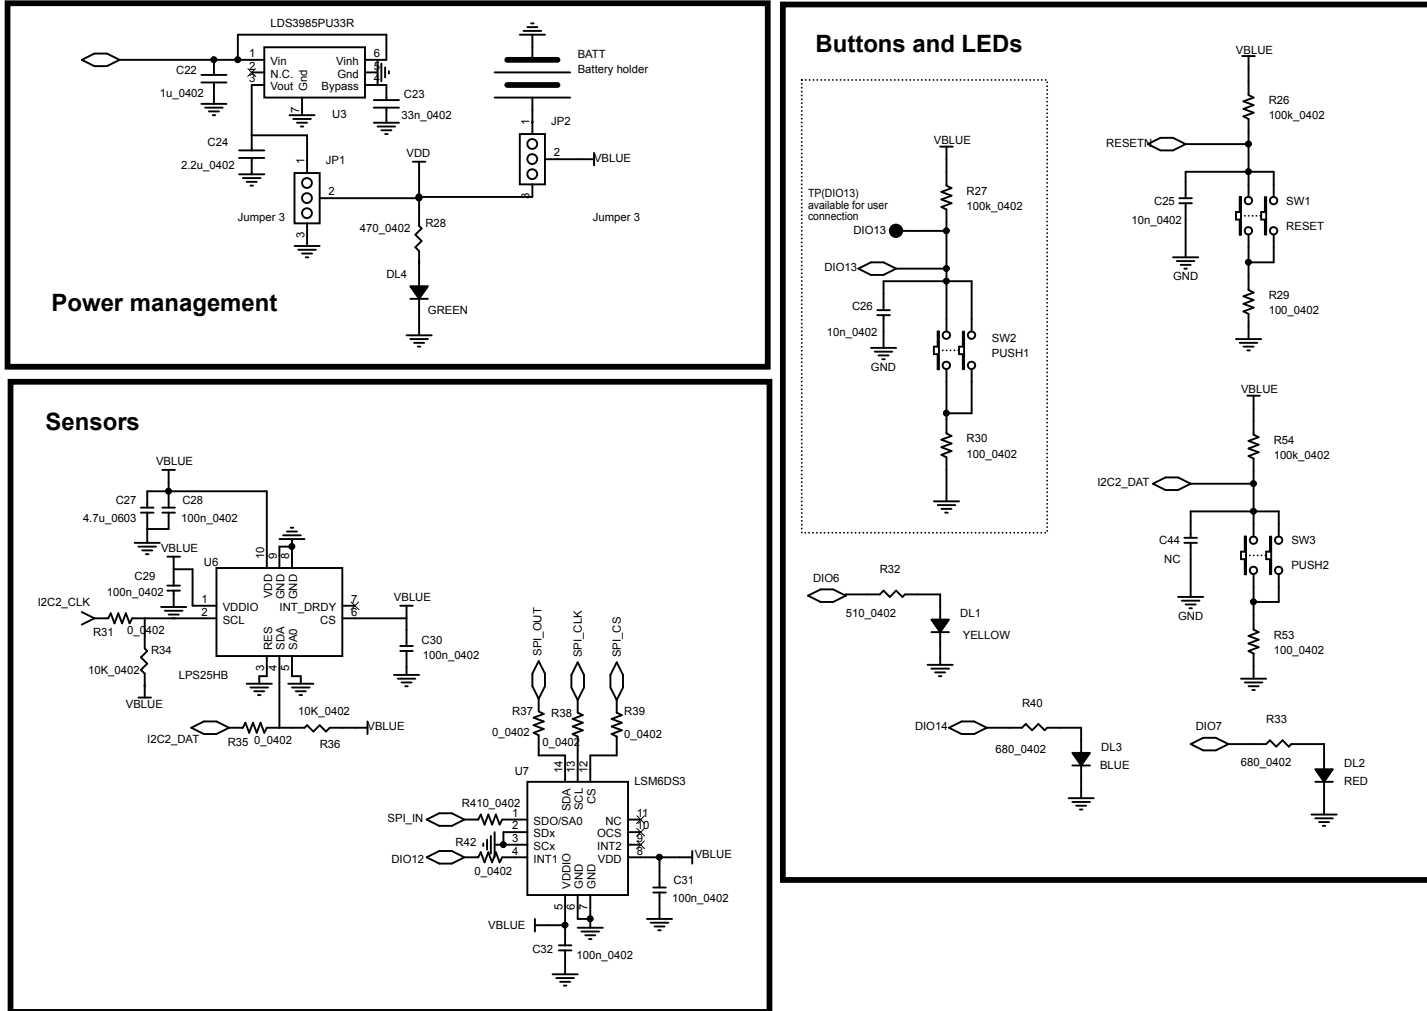 LDS3985PU33R
1
2
3
Vin
N.C.
Vout
Gnd
Vinh
Gnd
Bypass
6
5
4
7
U3
C22
1u_0402
C23
33n_0402
C24
2.2u_0402
JP1
1
2
3
Jumper 3
VDD
R28
470_0402
DL4
GREEN
BATT
Battery holder
JP2
1
2
3
VBLUE
Jumper 3
Power management
Sensors
VBLUE
C27
4.7u_0603
C28
100n_0402
VBLUE
C29
100n_0402
U6
10
9
8
VDD
GND
GND
1
2
VDDIO
SCL
INT_DRDY
CS
7
6
RES
SDA
SA0
3
4
5
LPS25HB
I2C2_CLK
R31
0_0402
R34
10K_0402
VBLUE
VBLUE
C30
100n_0402
I2C2_DAT
R35
0_0402
10K_0402
R36
VBLUE
SPI_OUT
SPI_CLK
SPI_CS
R37
0_0402
R38
0_0402
R39
0_0402
U7
LSM6DS3
14
13
12
SDA
SCL
CS
SPI_IN
R410_0402
R42
DIO12
0_0402
1
2
3
4
SDO/SA0
SDx
SCx
INT1
NC
OCS
INT2
VDD
11
10
9
8
VDDIO
GND
GND
5
6
7
VBLUE
C31
100n_0402
VBLUE
C32
100n_0402
Buttons and LEDs
VBLUE
R27
100k_0402
TP(DIO13)
available for user
connection
DIO13
DIO13
C26
10n_0402
GND
SW2
PUSH1
R30
100_0402
VBLUE
R26
100k_0402
RESETN
C25
10n_0402
GND
SW1
RESET
R29
100_0402
VBLUE
R54
100k_0402
I2C2_DAT
C44
NC
GND
SW3
PUSH2
R53
100_0402
DIO6
R32
510_0402
DL1
YELLOW
DIO14
R40
680_0402
DL3
BLUE
DIO7
R33
680_0402
DL2
RED